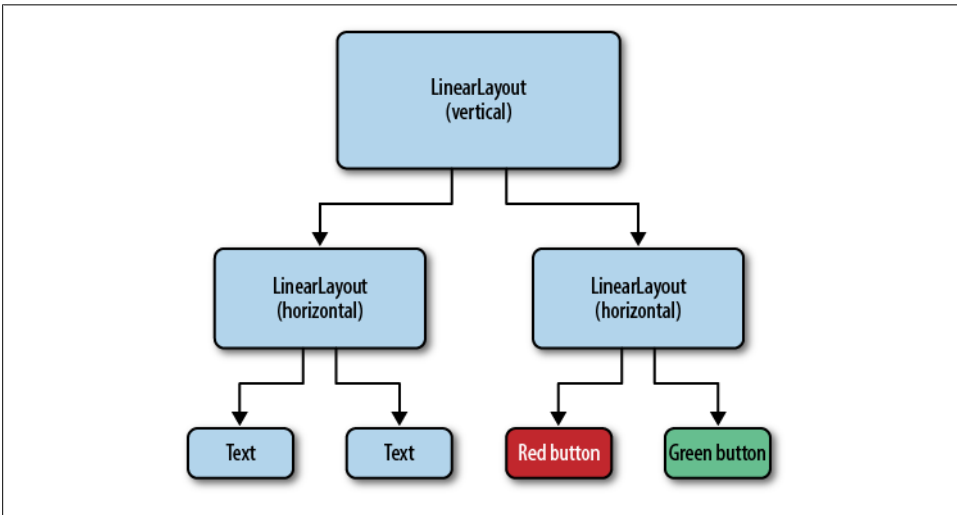 LinearLayout
(vertical)
LinearLayout
(horizontal)
LinearLayout
(horizontal)
Text
Text
Red button
Green button